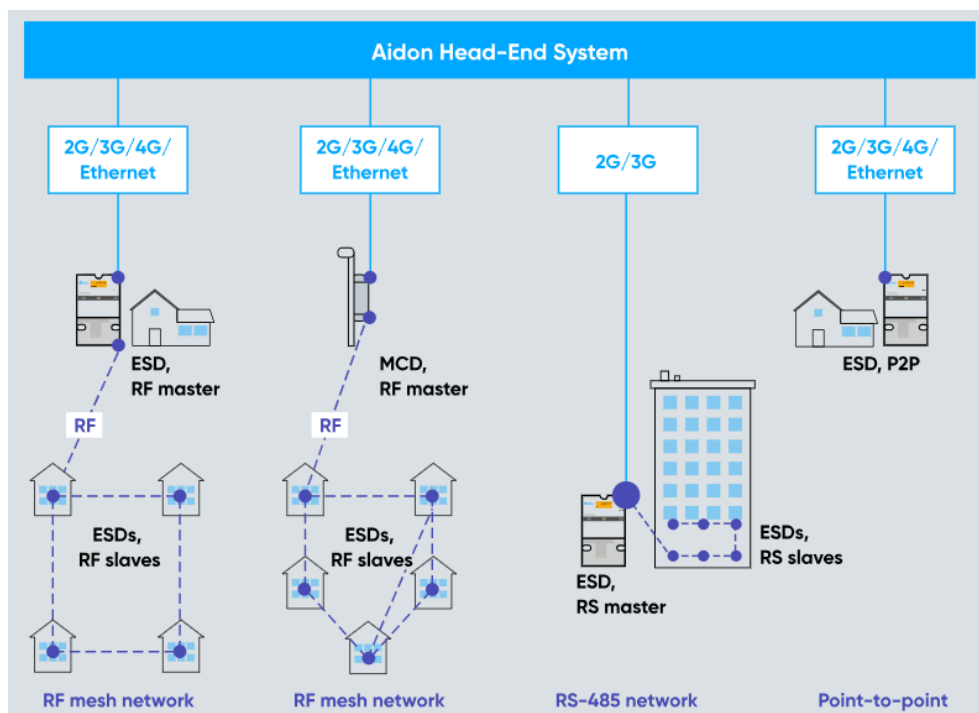 Aidon Head-End System
2G/3G/4G/
Ethernet
2G/3G/4G/
Ethernet
2G/3G
2G/3G/4G/
Ethernet
ESD,
RF master
MCD,
RF master
ESD, P2P
RF
RF
ESDs,
RF slaves
ESDs,
RF slaves
ESD,
RS master
ESDs,
RS slaves
RF mesh network
RF mesh network
RS-485 network
Point-to-point